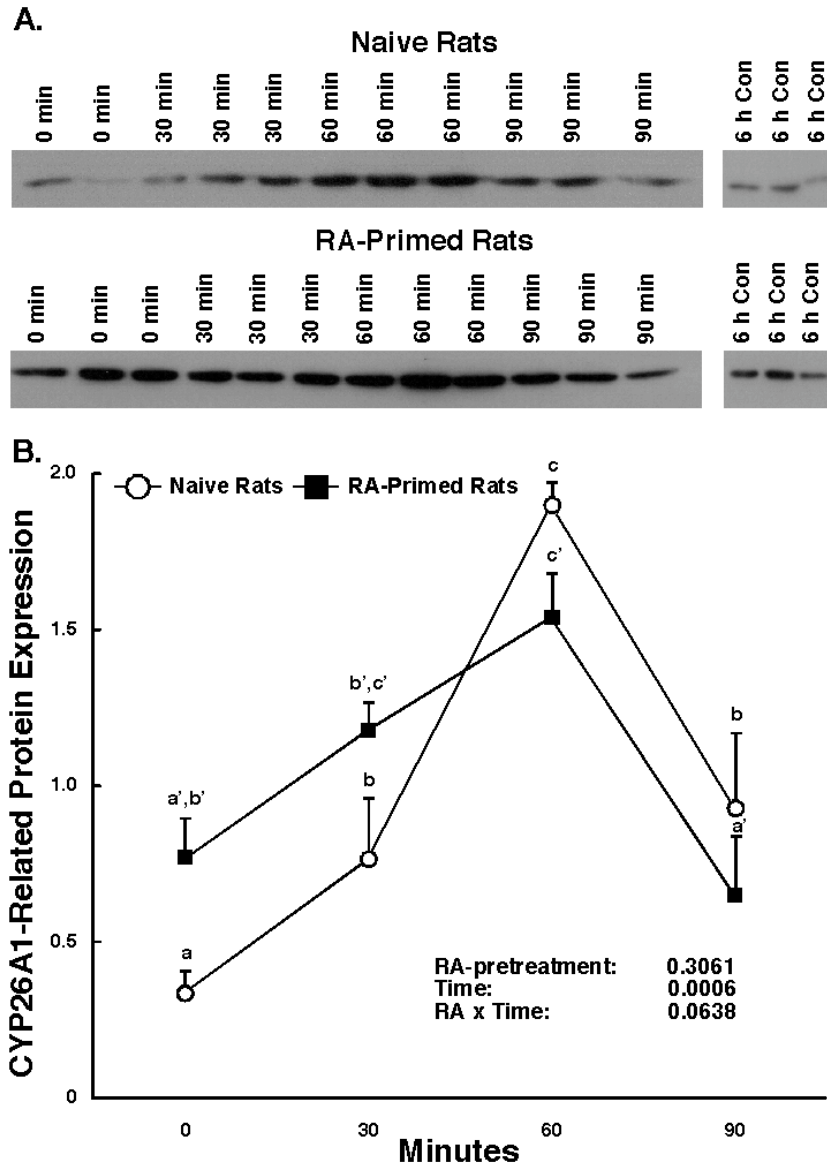 A.
Naive Rats
0 min 0 min 30 min 30 min 30 min 60 min 60 min 60 min 90 min 90 min 90 min 6 h Con 6 h Con 6 h Con
RA-Primed Rats
0 min 0 min 0 min 30 min 30 min 30 min 60 min 60 min 60 min 90 min 90 min 90 min 6 h Con 6 h Con 6 h Con
B.
Naive Rats RA-Primed Rats
CYP26A1-Related Protein Expression
2.0
1.5
1.0
0.5
0
c
c'
b',c'
b
b
a',b'
a'
a
RA-pretreatment: 0.3061
Time: 0.0006
RA x Time: 0.0638
0 30 60 90
Minutes